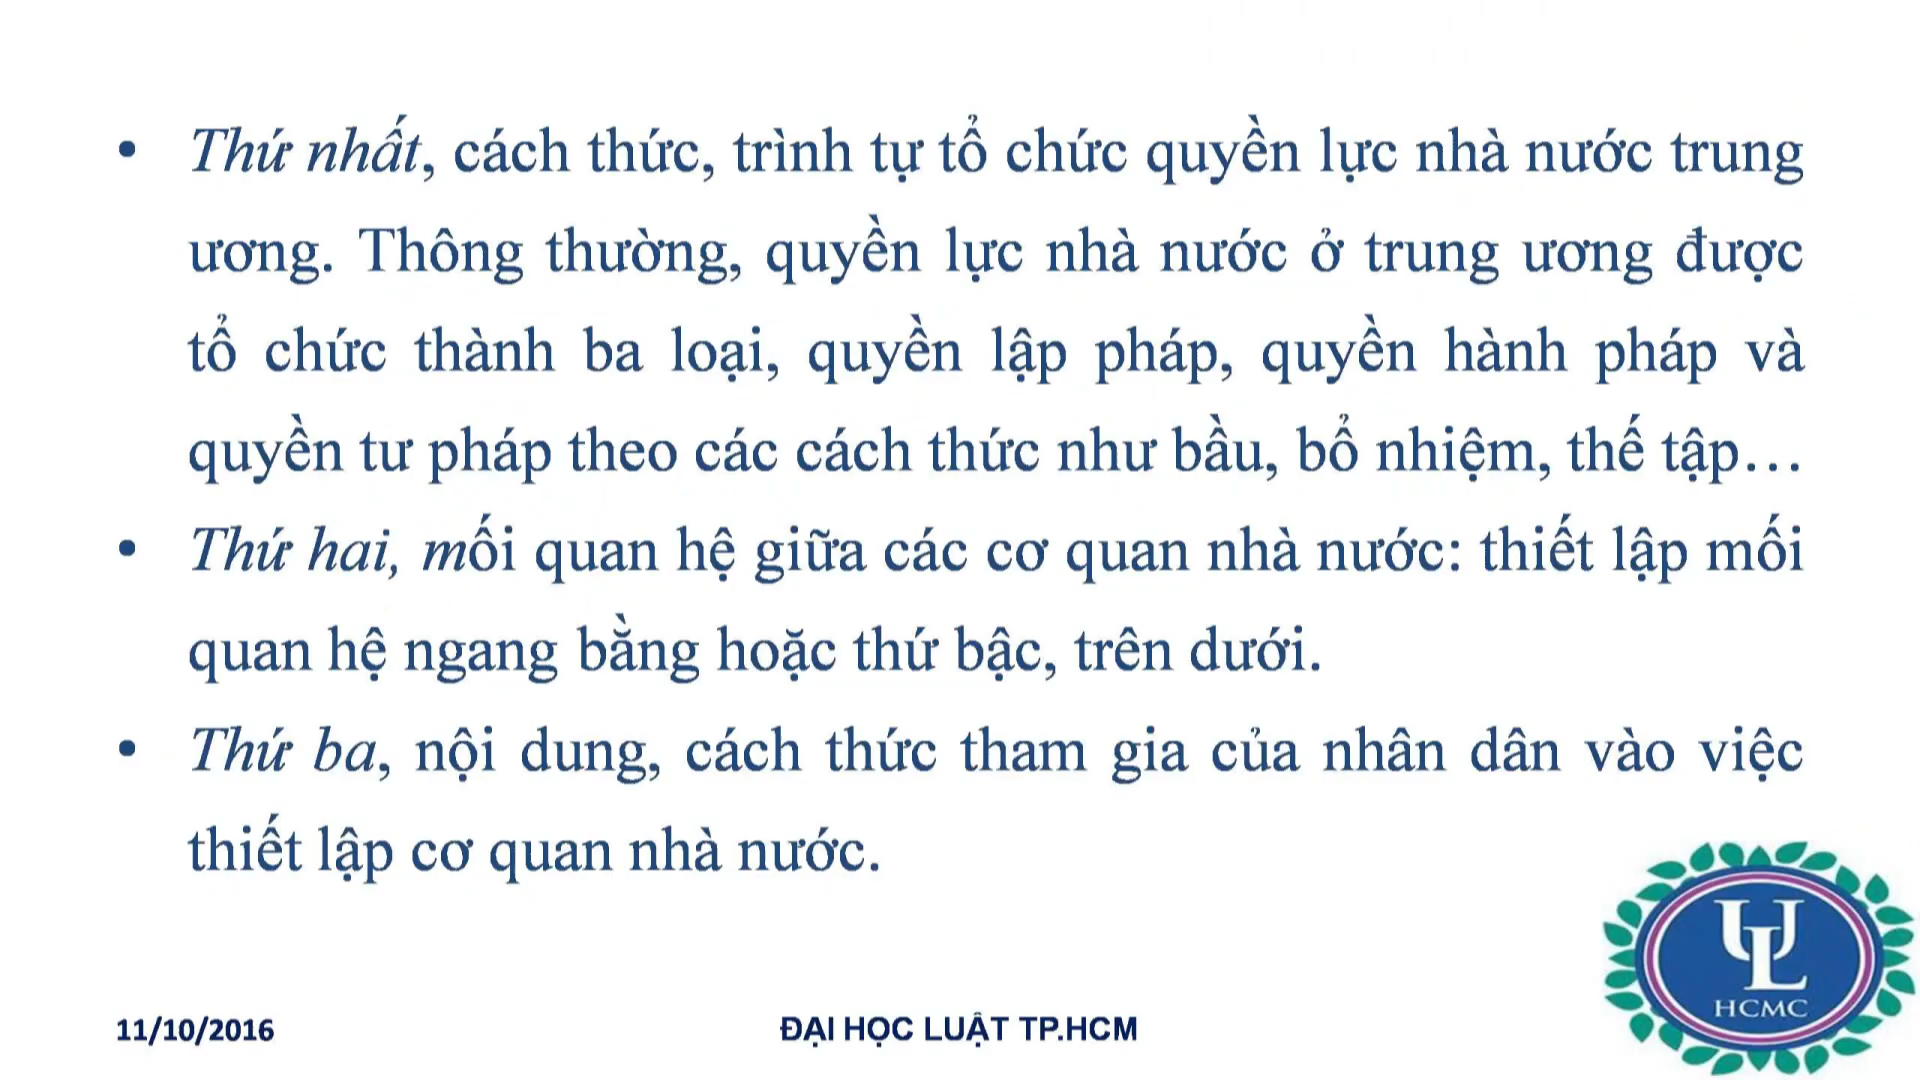 • Thứ nhất, cách thức, trình tự tổ chức quyền lực nhà nước trung
ương. Thông thường, quyền lực nhà nước ở trung ương được
tổ chức thành ba loại, quyền lập pháp, quyền hành pháp và
quyền tư pháp theo các cách thức như bầu, bổ nhiệm, thế tập…
• Thứ hai, mối quan hệ giữa các cơ quan nhà nước: thiết lập mối
quan hệ ngang bằng hoặc thứ bậc, trên dưới.
• Thứ ba, nội dung, cách thức tham gia của nhân dân vào việc
thiết lập cơ quan nhà nước.
UL
HCMC
11/10/2016
ĐẠI HỌC LUẬT TP.HCM